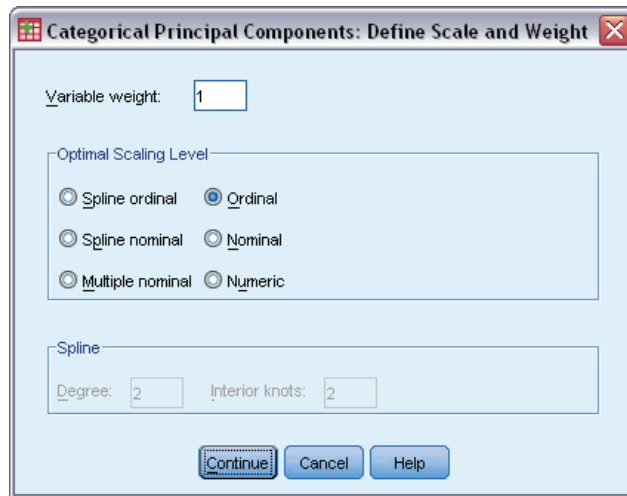 Categorical Principal Components: Define Scale and Weight
Variable weight: 1
Optimal Scaling Level
Spline ordinal Ordinal
Spline nominal Nominal
Multiple nominal Numeric
Spline
Degree: 2 Interior knots: 2
Continue Cancel Help